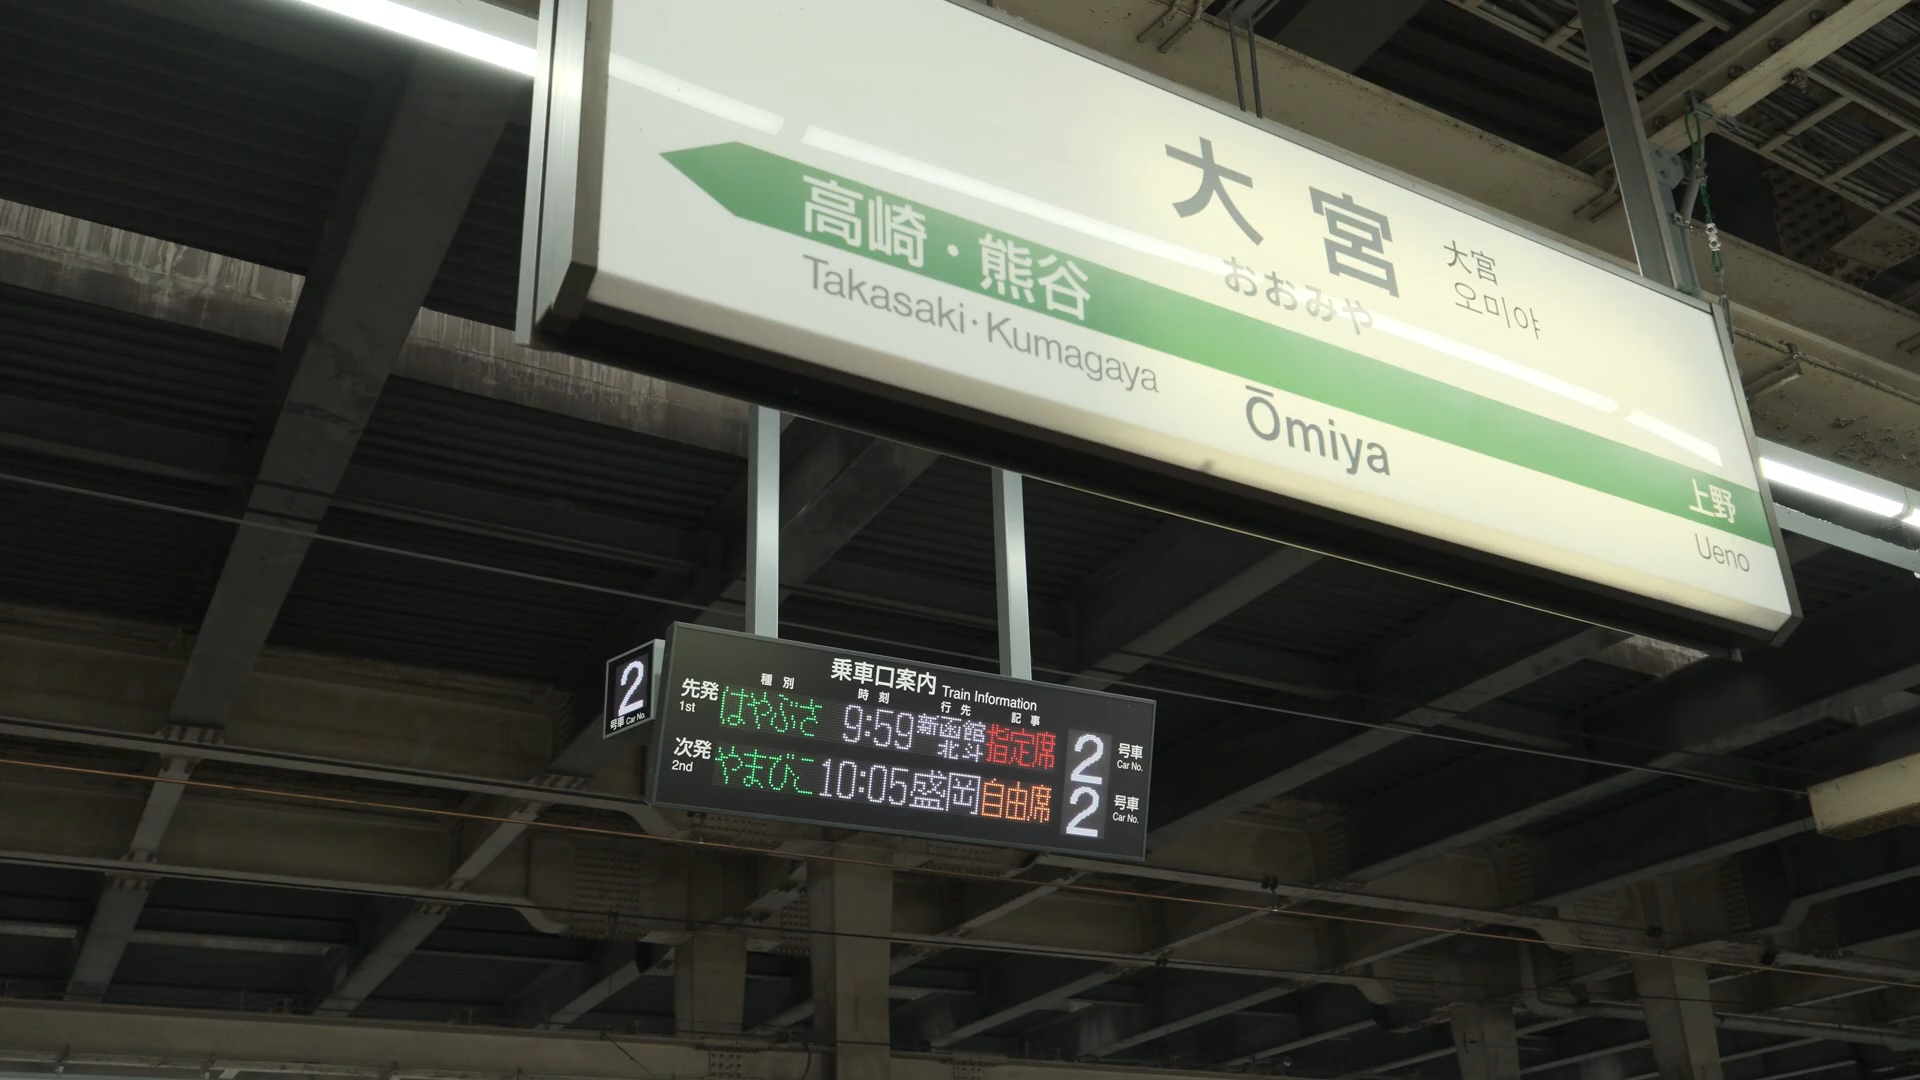 大宮
大宮
おおみや
오미야
高崎・熊谷
Takasaki・Kumagaya
Ōmiya
上野
Ueno
2
号車 Car No.
乗車口案内 Train Information
種別 時刻 行先 記事
先発 はやぶさ 9:59 新函館北斗 指定席 2 号車
1st Car No.
次発 やまびこ 10:05 盛岡 自由席 2 号車
2nd Car No.